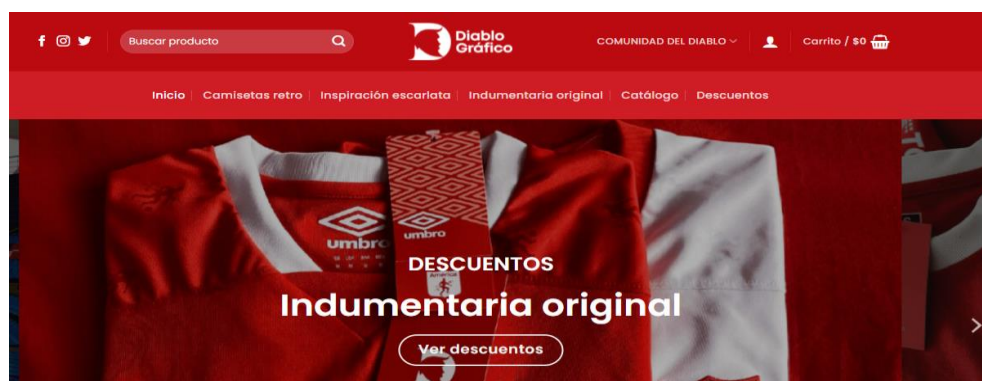 Buscar producto
Diablo
Gráfico
COMUNIDAD DEL DIABLO
Carrito / $0
Inicio
Camisetas retro
Inspiración escarlata
Indumentaria original
Catálogo
Descuentos
umbro
umbro
DESCUENTOS
Indumentaria original
Ver descuentos